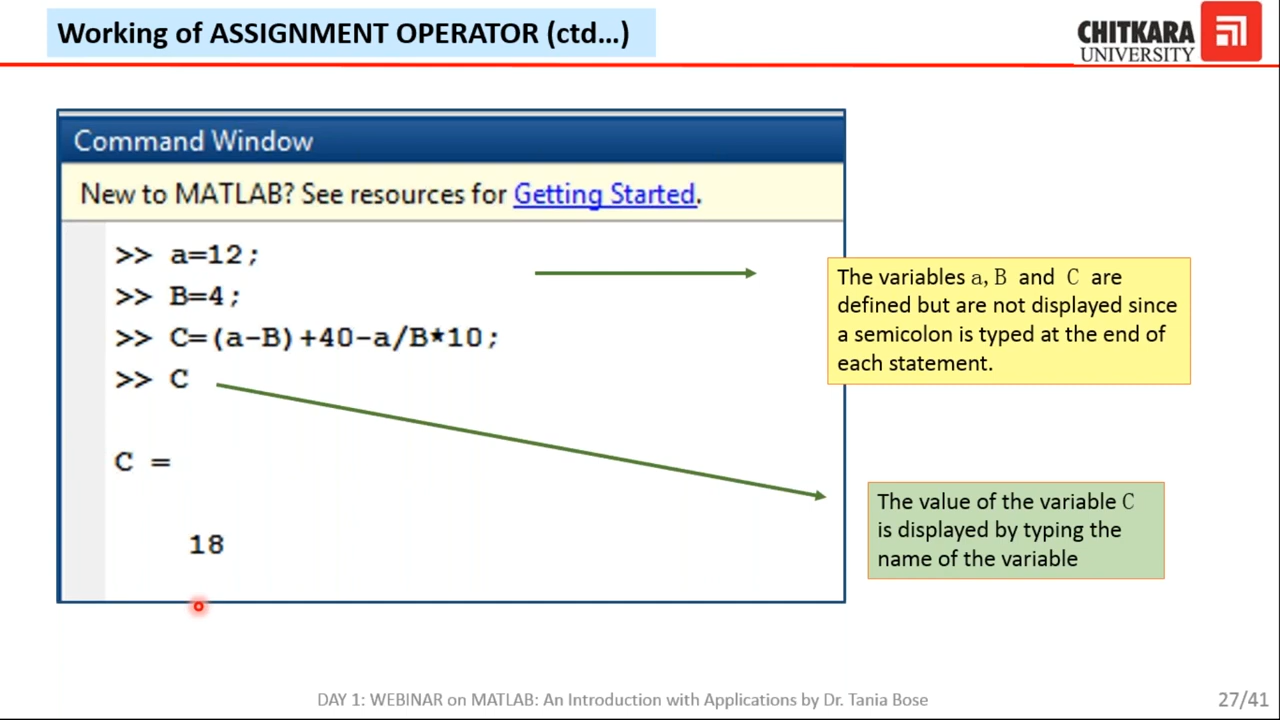 Working of ASSIGNMENT OPERATOR (ctd...)
CHITKARA
UNIVERSITY
Command Window
New to MATLAB? See resources for Getting Started.
>> a=12;
>> B=4;
>> C=(a-B)+40-a/B*10;
>> C
C =
18
The variables a, B and C are
defined but are not displayed since
a semicolon is typed at the end of
each statement.
The value of the variable C
is displayed by typing the
name of the variable
DAY 1: WEBINAR on MATLAB: An Introduction with Applications by Dr. Tania Bose
27/41